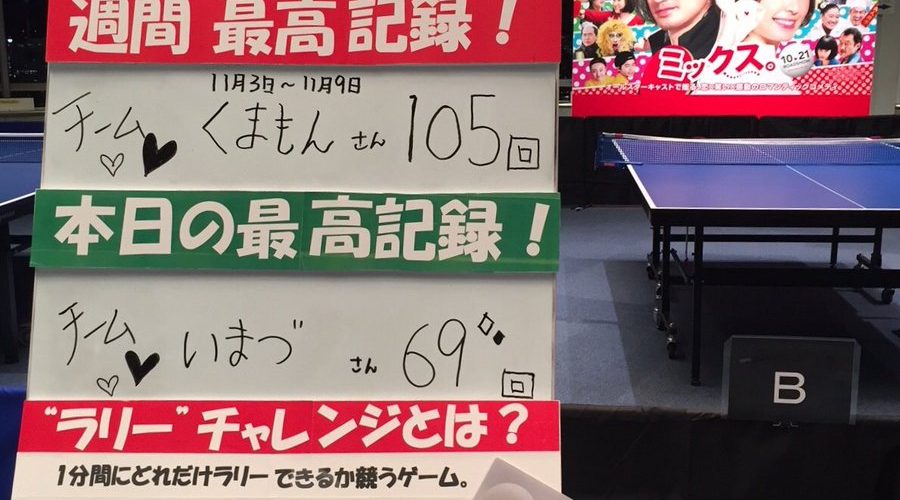 週間 最高記録！
11月3日～11月9日
チーム くまもん さん 105回
本日の最高記録！
チーム いまづ さん 69回
"ラリー"チャレンジとは？
1分間にどれだけラリーできるか競うゲーム。
ミックス。
10.21
B